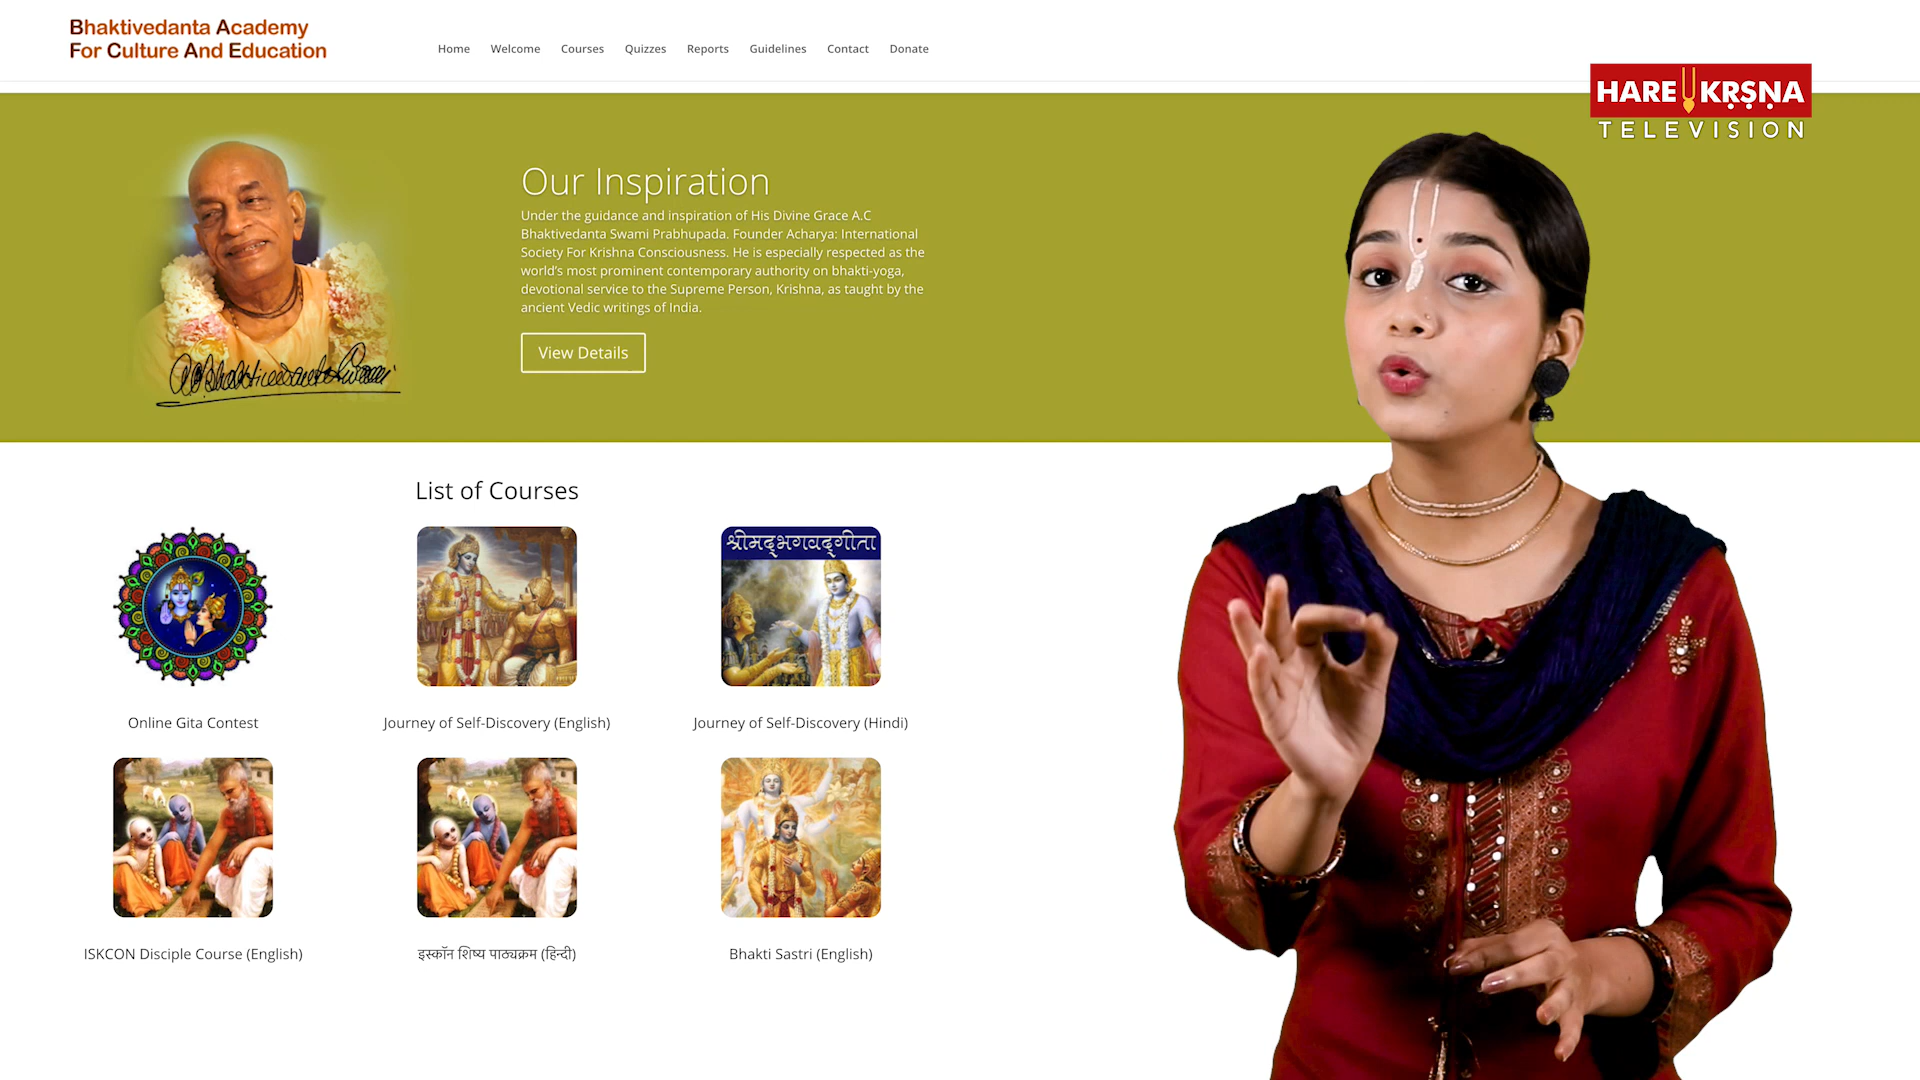 Bhaktivedanta Academy
For Culture And Education
Home Welcome Courses Quizzes Reports Guidelines Contact Donate
HARE KṚṢṆA
TELEVISION
Our Inspiration
Under the guidance and inspiration of His Divine Grace A.C
Bhaktivedanta Swami Prabhupada. Founder Acharya: International
Society For Krishna Consciousness. He is especially respected as the
world's most prominent contemporary authority on bhakti-yoga,
devotional service to the Supreme Person, Krishna, as taught by the
ancient Vedic writings of India.
View Details
List of Courses
श्रीमद्भगवद्गीता
Online Gita Contest
Journey of Self-Discovery (English)
Journey of Self-Discovery (Hindi)
ISKCON Disciple Course (English)
इस्कॉन शिष्य पाठ्यक्रम (हिन्दी)
Bhakti Sastri (English)